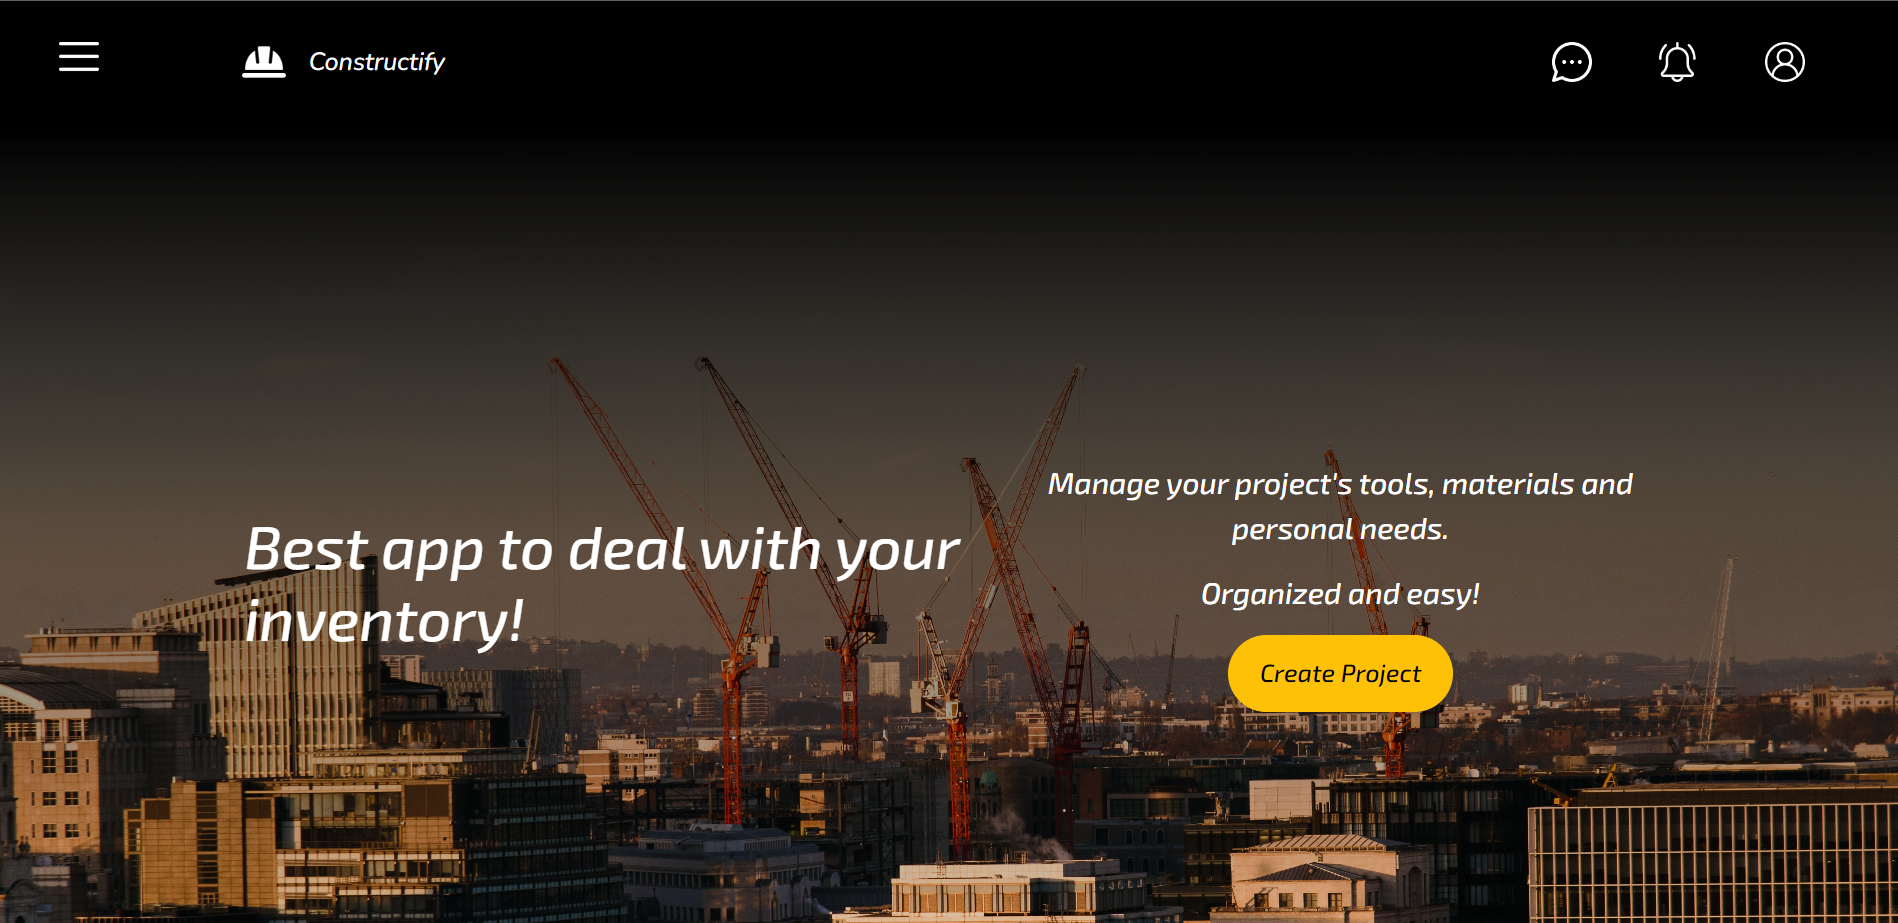 Constructify
Best app to deal with your
inventory!
Manage your project's tools, materials and
personal needs.
Organized and easy!
Create Project